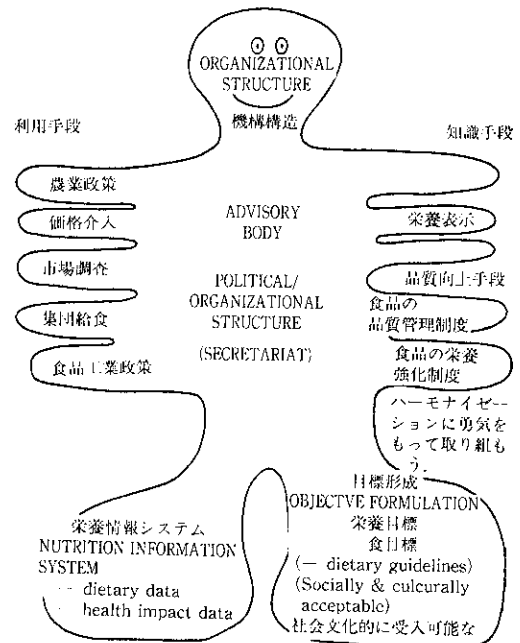 ORGANIZATIONAL
STRUCTURE
機構構造
利用手段
農業政策
価格介入
市場調査
集団給食
食品工業政策
知識手段
栄養表示
品質向上手段
食品の
品質管理制度
食品の栄養
強化制度
ハーモナイゼー
ションに勇気を
もって取り組も
う.
ADVISORY
BODY
POLITICAL/
ORGANIZATIONAL
STRUCTURE
(SECRETARIAT)
栄養情報システム
NUTRITION INFORMATION
SYSTEM
— dietary data
- health impact data
目標形成
OBJECTVE FORMULATION
栄養目標
食目標
(— dietary guidelines)
(Socially & culcurally
acceptable)
社会文化的に受入可能な